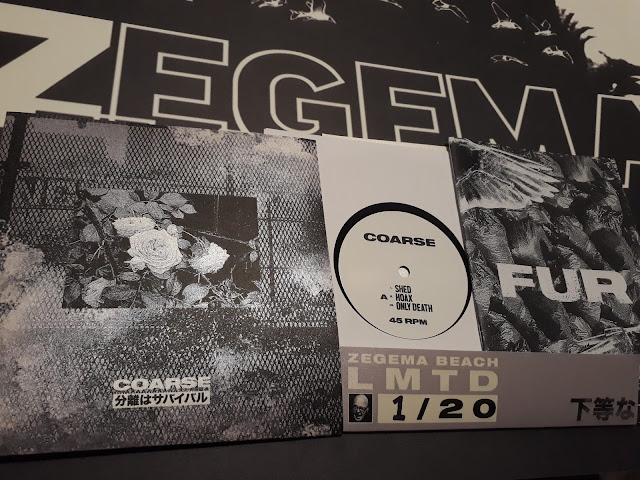 ZEGEMA
COARSE
分離はサバイバル
COARSE
SHED
A HOAX
ONLY DEATH
45 RPM
FUR
ZEGEMA BEACH
LMTD
1/20
下等な